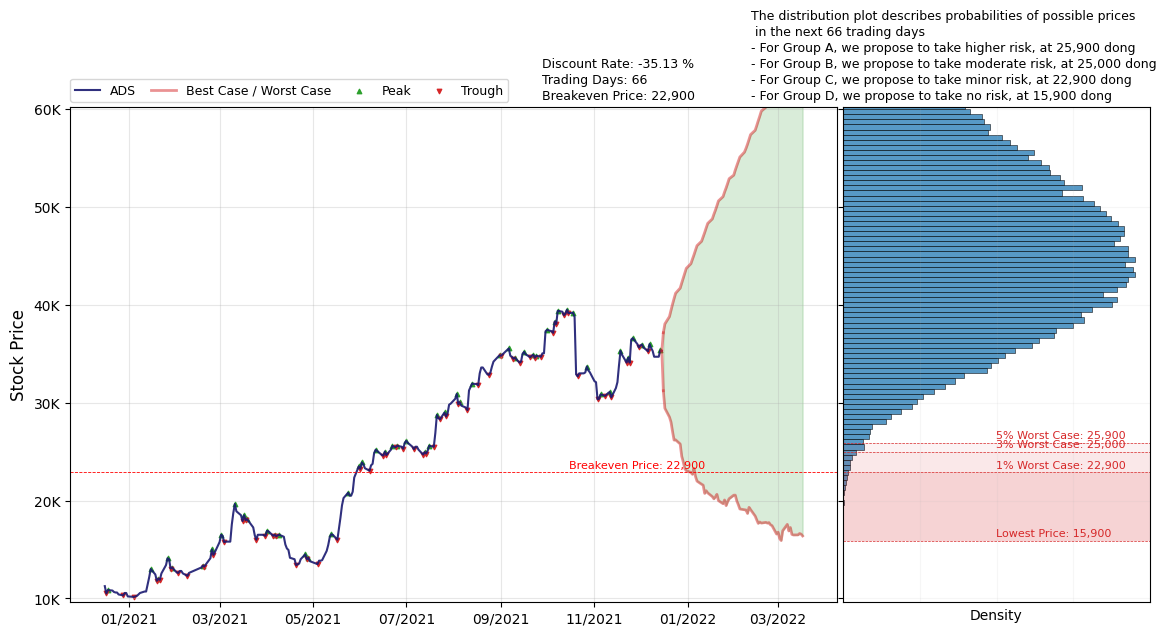 The distribution plot describes probabilities of possible prices
in the next 66 trading days
- For Group A, we propose to take higher risk, at 25,900 dong
- For Group B, we propose to take moderate risk, at 25,000 dong
- For Group C, we propose to take minor risk, at 22,900 dong
- For Group D, we propose to take no risk, at 15,900 dong
Discount Rate: -35.13 %
Trading Days: 66
Breakeven Price: 22,900
ADS Best Case / Worst Case Peak Trough
Stock Price
60K
50K
40K
30K
20K
10K
Breakeven Price: 22,900
01/2021 03/2021 05/2021 07/2021 09/2021 11/2021 01/2022 03/2022
5% Worst Case: 25,900
3% Worst Case: 25,000
1% Worst Case: 22,900
Lowest Price: 15,900
Density